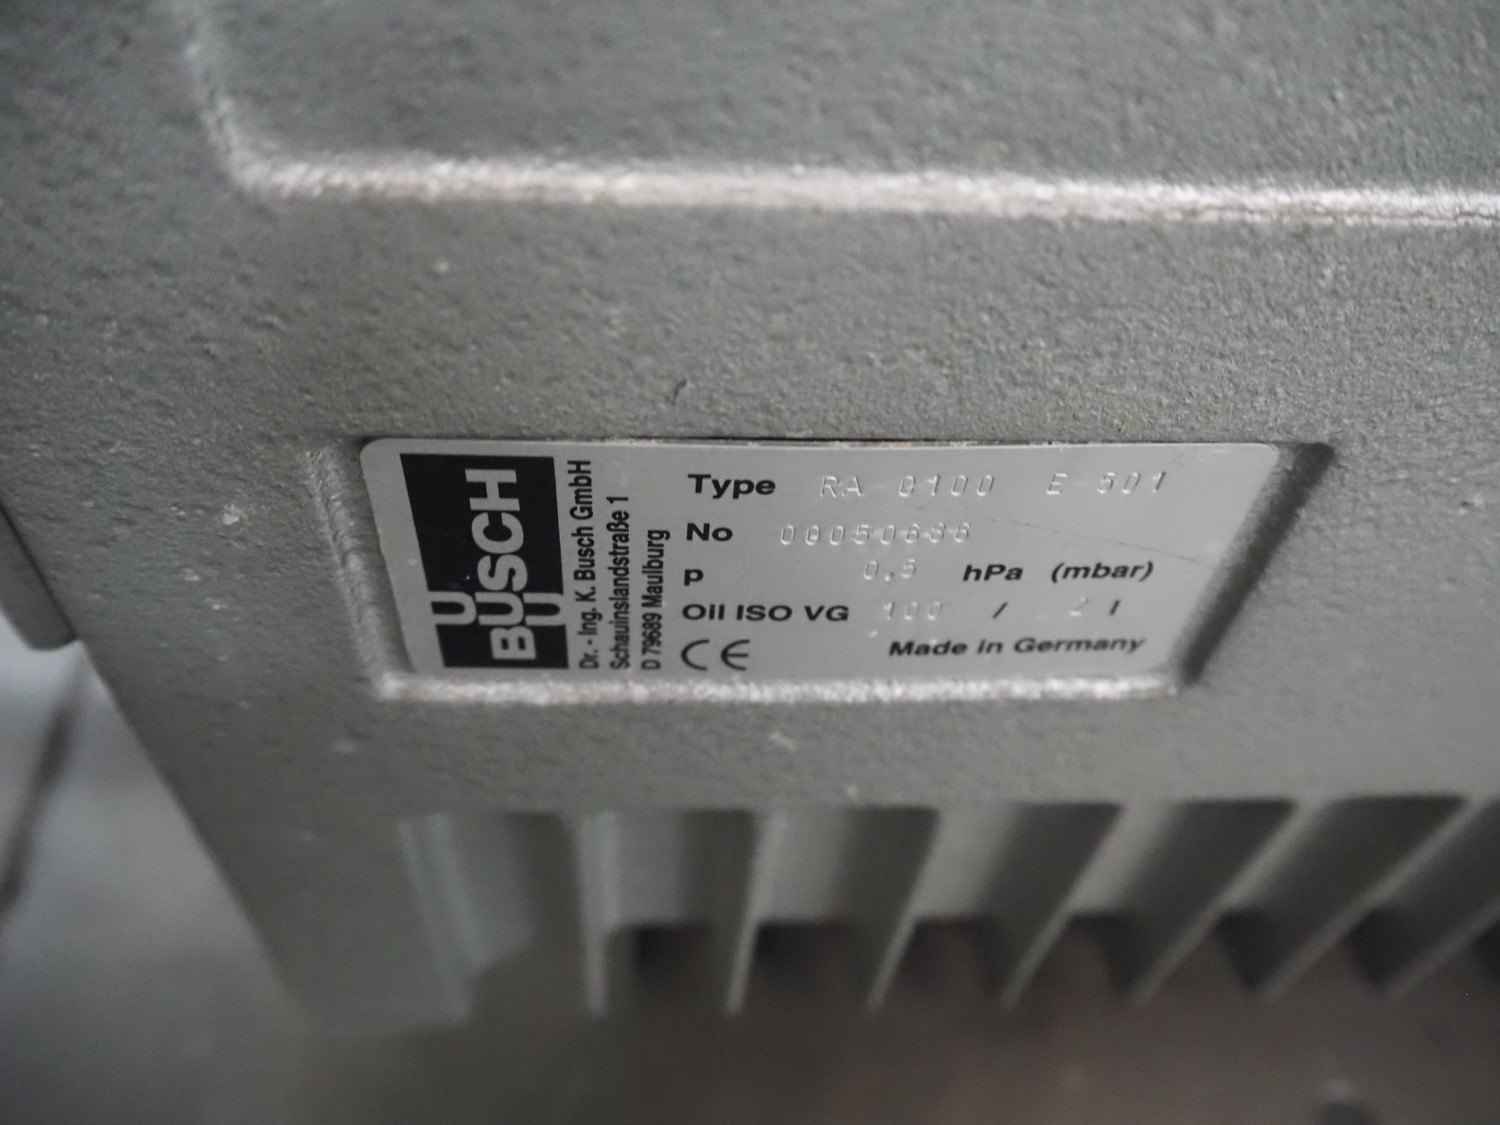 BUSCH
Dr. - Ing. K. Busch GmbH
Schauinslandstraße 1
D 79689 Maulburg
Type RA 0100 E 501
No 00050686
p 0,5 hPa (mbar)
Oil ISO VG 100 / 2 l
CE Made in Germany